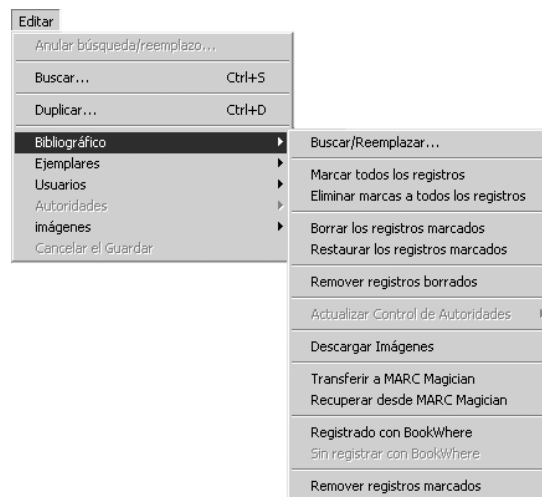 Editar
Anular búsqueda/reemplazo...
Buscar... Ctrl+S
Duplicar... Ctrl+D
Bibliográfico
Ejemplares
Usuarios
Autoridades
imágenes
Cancelar el Guardar
Buscar/Reemplazar...
Marcar todos los registros
Eliminar marcas a todos los registros
Borrar los registros marcados
Restaurar los registros marcados
Remover registros borrados
Actualizar Control de Autoridades
Descargar Imágenes
Transferir a MARC Magician
Recuperar desde MARC Magician
Registrado con BookWhere
Sin registrar con BookWhere
Remover registros marcados